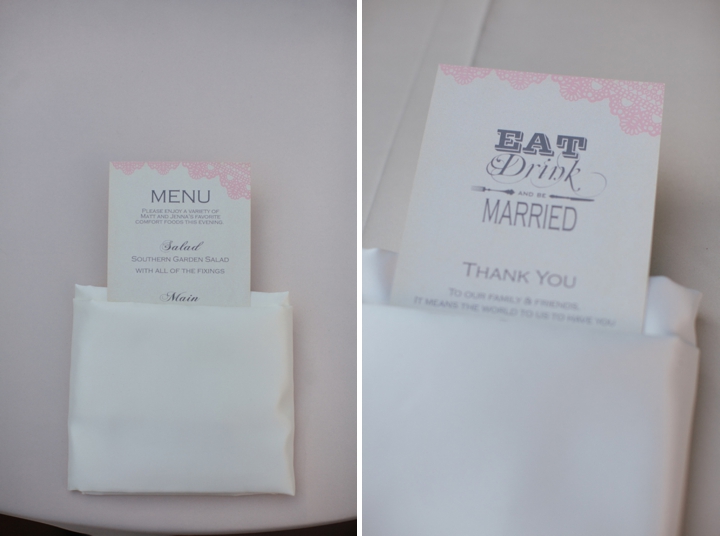 MENU
PLEASE ENJOY A VARIETY OF
MATT AND JENNA'S FAVORITE
COMFORT FOODS THIS EVENING.
Salad
SOUTHERN GARDEN SALAD
WITH ALL OF THE FIXINGS
Main
EAT
Drink
AND BE
MARRIED
THANK YOU
TO OUR FAMILY & FRIENDS,
IT MEANS THE WORLD TO US TO HAVE YOU